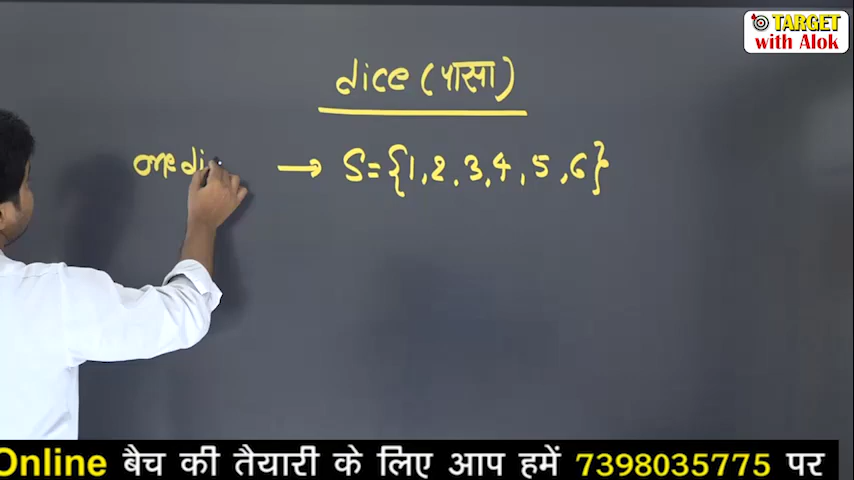 TARGET
with Alok
dice (पासा)
one di → S = {1, 2, 3, 4, 5, 6}
Online बैच की तैयारी के लिए आप हमें 7398035775 पर